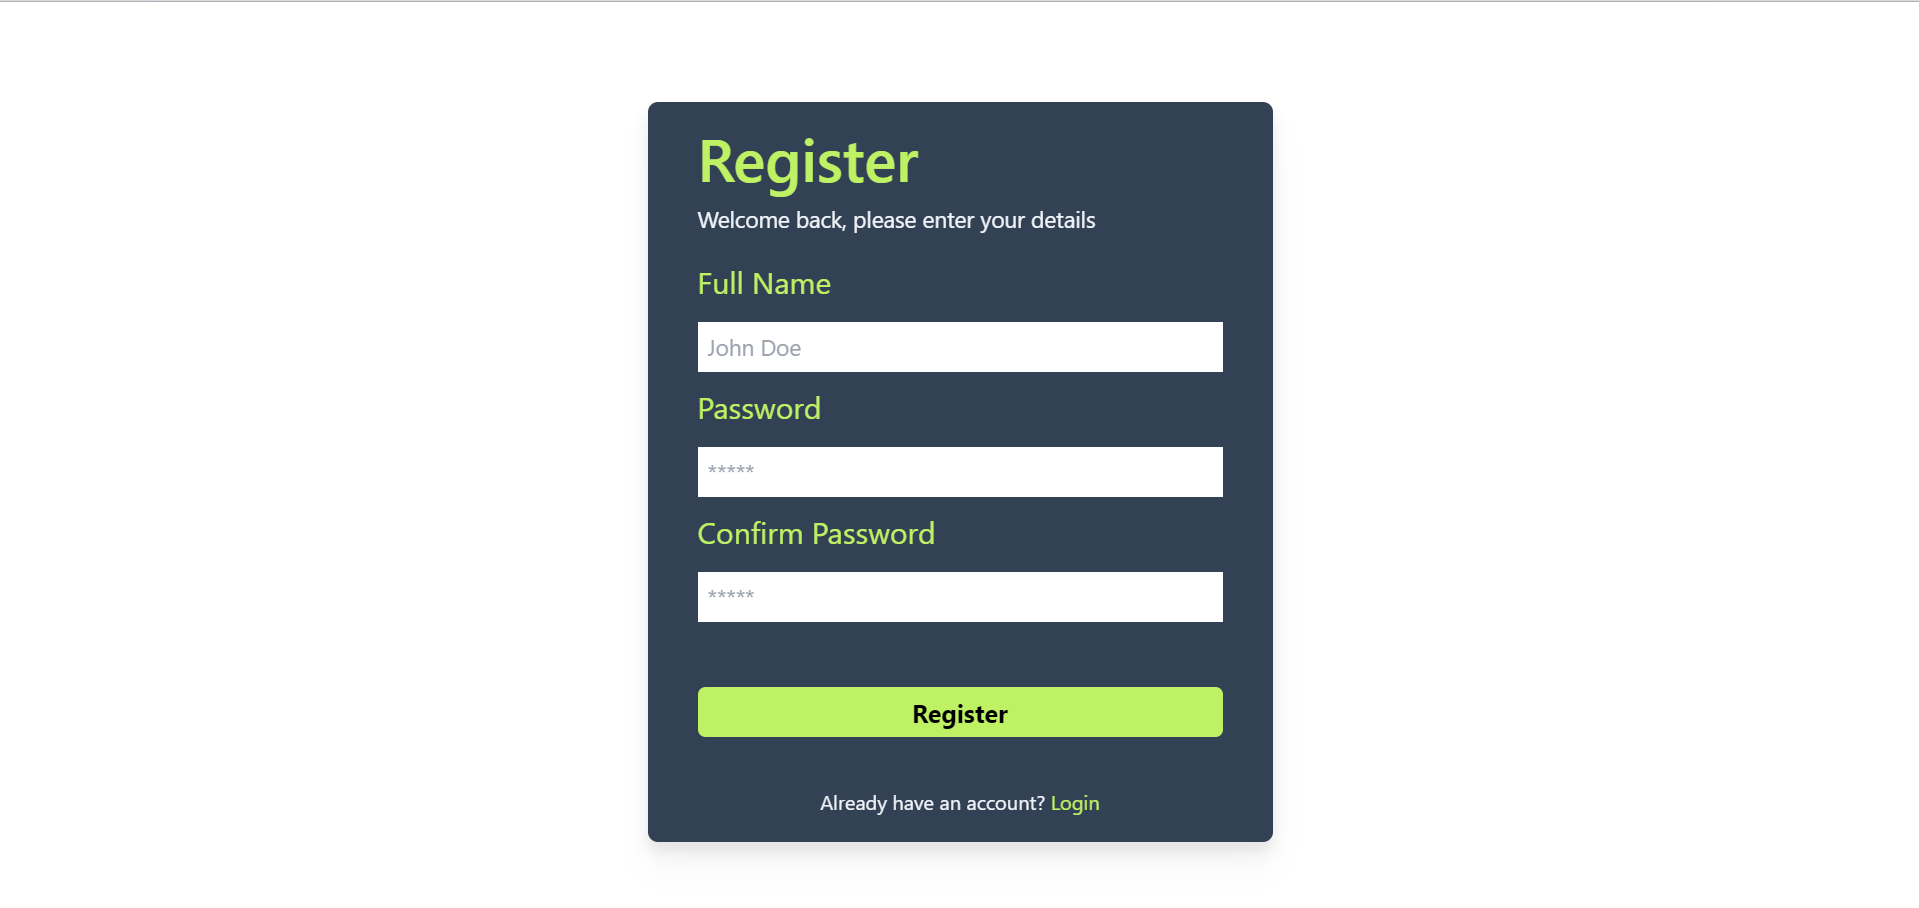 Register
Welcome back, please enter your details
Full Name
John Doe
Password
*****
Confirm Password
*****
Register
Already have an account? Login